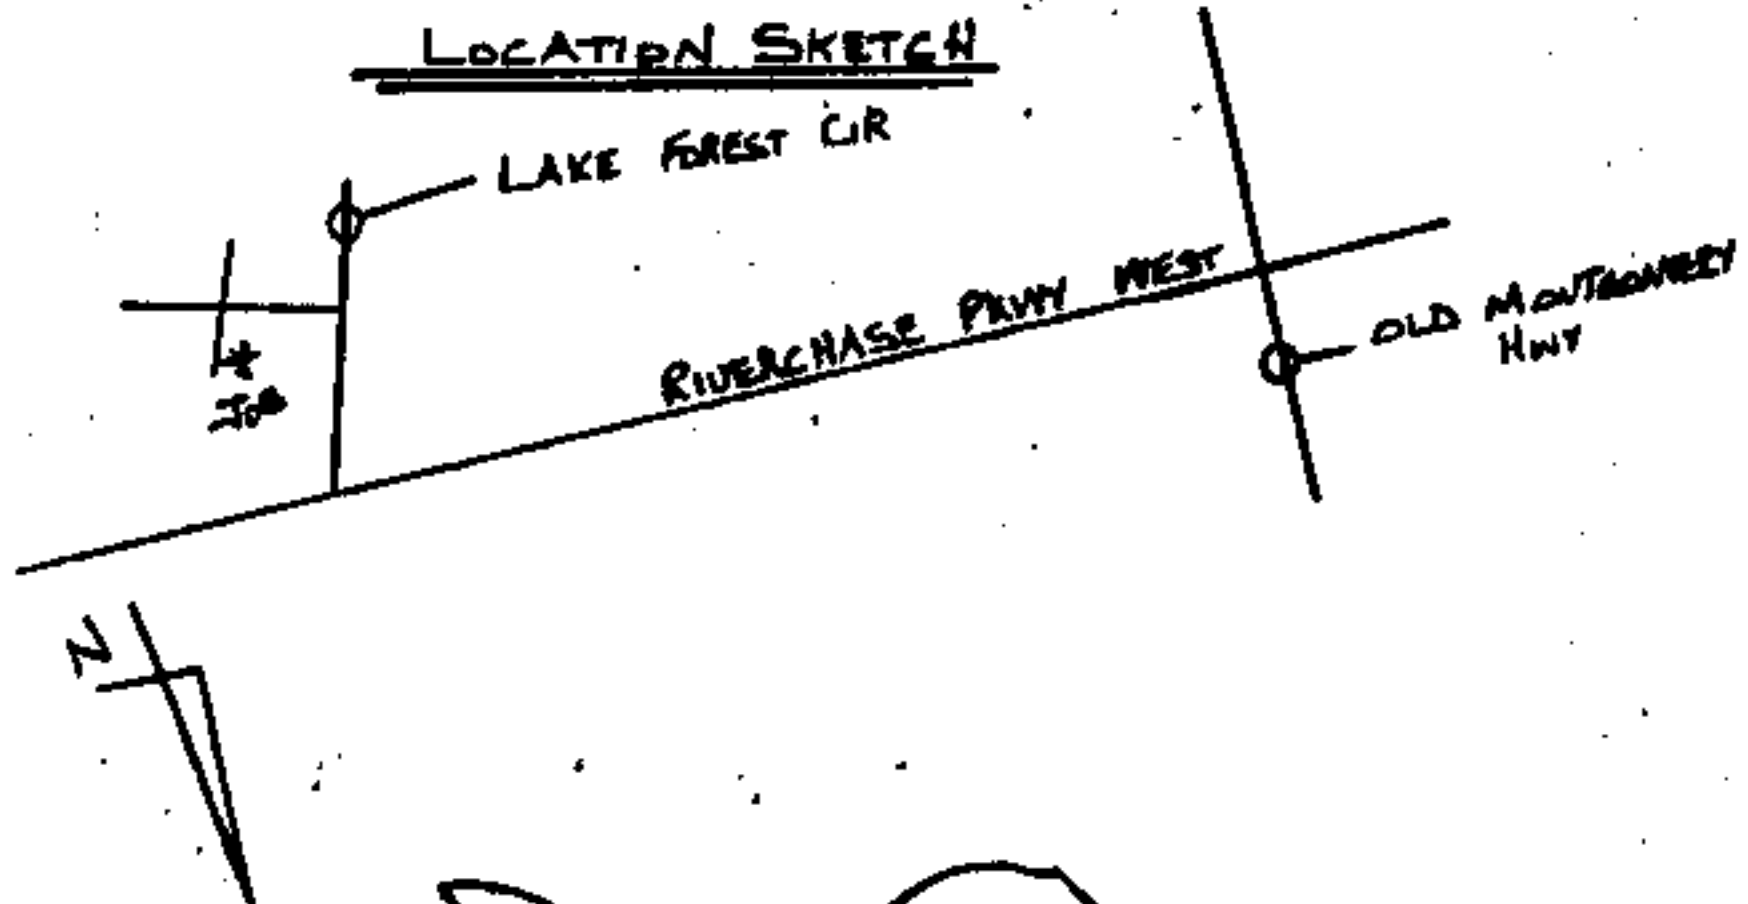 LOCATION SKETCH
LAKE FOREST CIR
RIVERCHASE PKWY WEST
OLD MONTGOMERY
HWY
* JOB
N